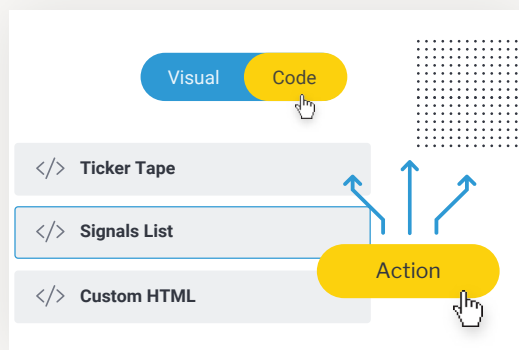 Visual Code
</> Ticker Tape
</> Signals List
Action
</> Custom HTML